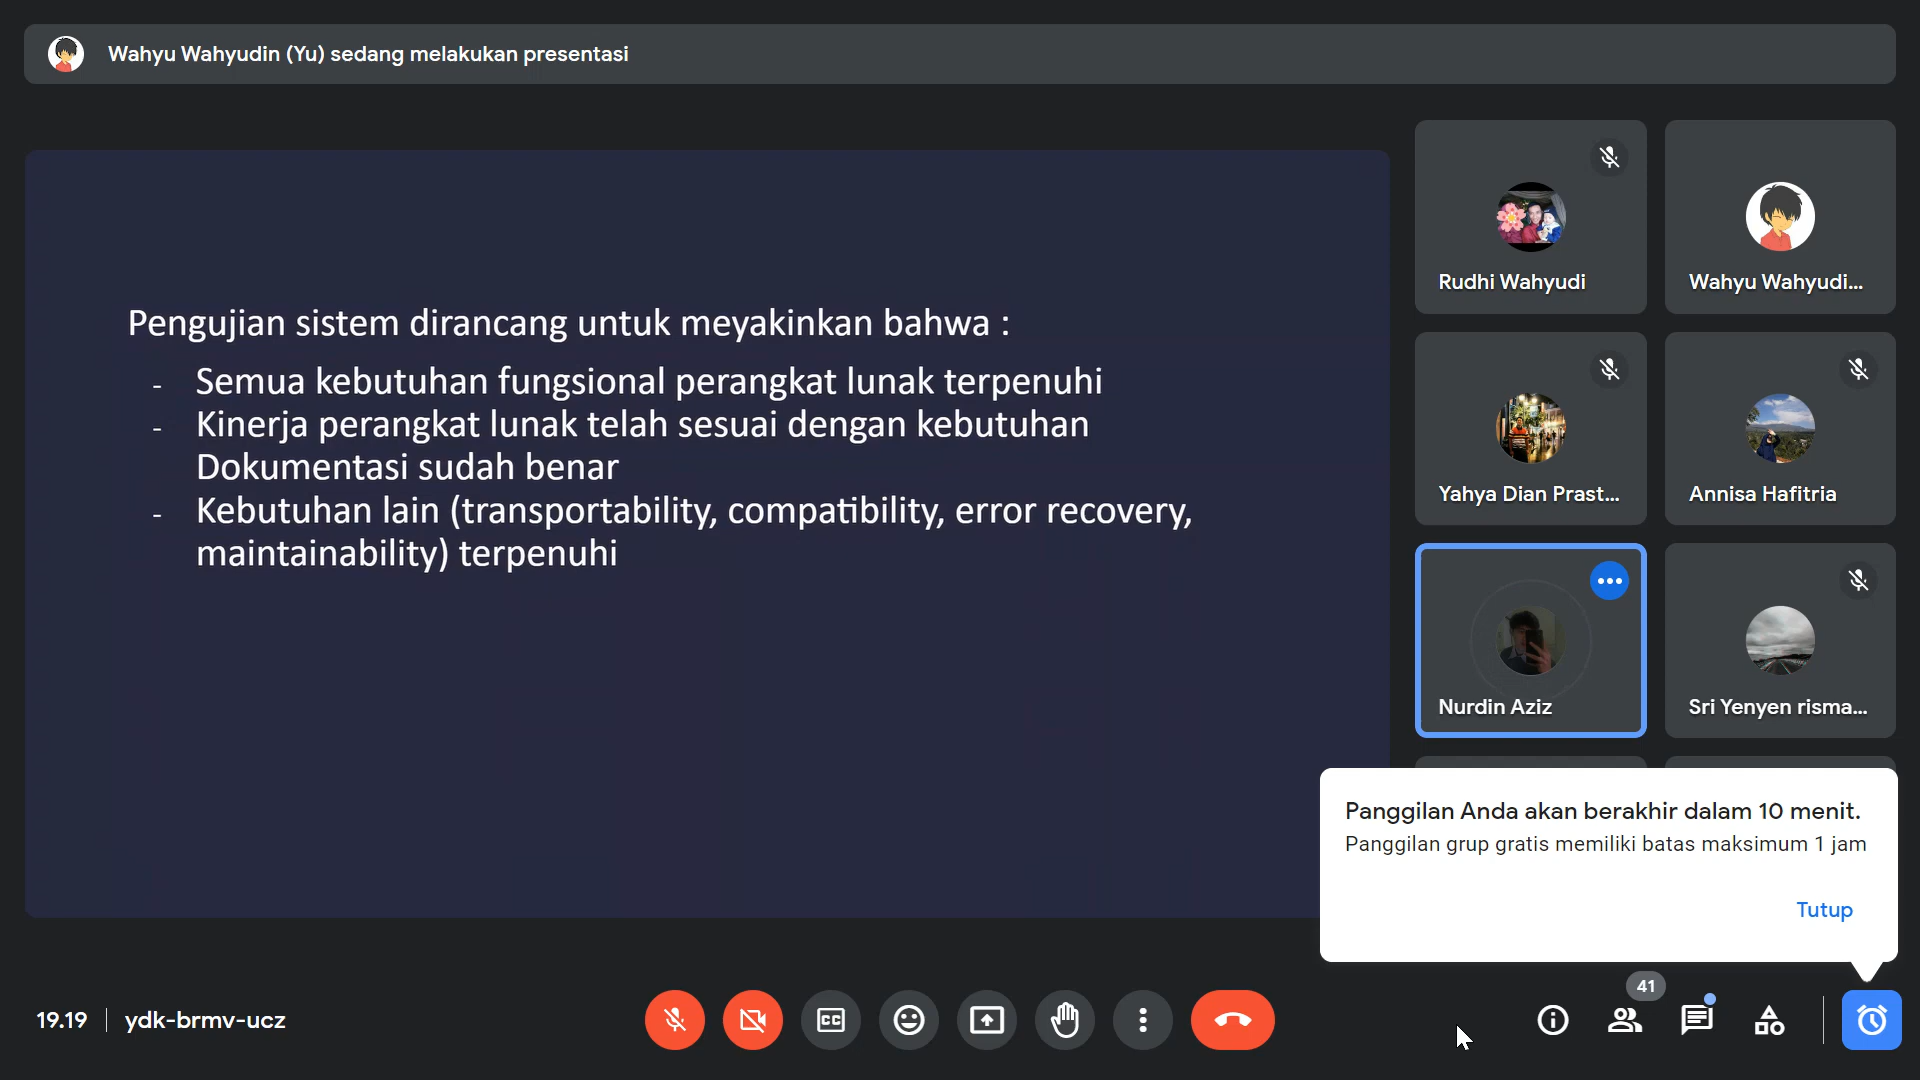 Wahyu Wahyudin (Yu) sedang melakukan presentasi
Pengujian sistem dirancang untuk meyakinkan bahwa :
- Semua kebutuhan fungsional perangkat lunak terpenuhi
- Kinerja perangkat lunak telah sesuai dengan kebutuhan
Dokumentasi sudah benar
- Kebutuhan lain (transportability, compatibility, error recovery,
maintainability) terpenuhi
Rudhi Wahyudi
Wahyu Wahyudi...
Yahya Dian Prast...
Annisa Hafitria
Nurdin Aziz
Sri Yenyen risma...
Panggilan Anda akan berakhir dalam 10 menit.
Panggilan grup gratis memiliki batas maksimum 1 jam
Tutup
19.19 | ydk-brmv-ucz
CC
41